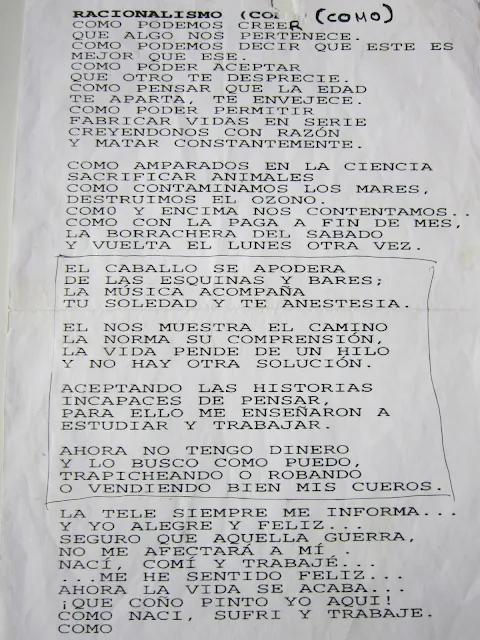 RACIONALISMO (CO (COMO)
COMO PODEMOS CREER
QUE ALGO NOS PERTENECE.
COMO PODEMOS DECIR QUE ESTE ES
MEJOR QUE ESE.
COMO PODER ACEPTAR
QUE OTRO TE DESPRECIE.
COMO PENSAR QUE LA EDAD
TE APARTA, TE ENVEJECE.
COMO PODER PERMITIR
FABRICAR VIDAS EN SERIE
CREYENDONOS CON RAZÓN
Y MATAR CONSTANTEMENTE.
COMO AMPARADOS EN LA CIENCIA
SACRIFICAR ANIMALES
COMO CONTAMINAMOS LOS MARES,
DESTRUIMOS EL OZONO.
COMO Y ENCIMA NOS CONTENTAMOS..
COMO CON LA PAGA A FIN DE MES,
LA BORRACHERA DEL SABADO
Y VUELTA EL LUNES OTRA VEZ.
EL CABALLO SE APODERA
DE LAS ESQUINAS Y BARES;
LA MÚSICA ACOMPAÑA
TU SOLEDAD Y TE ANESTESIA.
EL NOS MUESTRA EL CAMINO
LA NORMA SU COMPRENSIÓN,
LA VIDA PENDE DE UN HILO
Y NO HAY OTRA SOLUCIÓN.
ACEPTANDO LAS HISTORIAS
INCAPACES DE PENSAR,
PARA ELLO ME ENSEÑARON A
ESTUDIAR Y TRABAJAR.
AHORA NO TENGO DINERO
Y LO BUSCO COMO PUEDO,
TRAPICHEANDO O ROBANDO
O VENDIENDO BIEN MIS CUEROS.
LA TELE SIEMPRE ME INFORMA...
Y YO ALEGRE Y FELIZ...
SEGURO QUE AQUELLA GUERRA,
NO ME AFECTARÁ A MÍ .
NACÍ, COMÍ Y TRABAJÉ...
...ME HE SENTIDO FELIZ...
AHORA LA VIDA SE ACABA...
¡QUE COÑO PINTO YO AQUI!
COMO NACI, SUFRI Y TRABAJE.
COMO